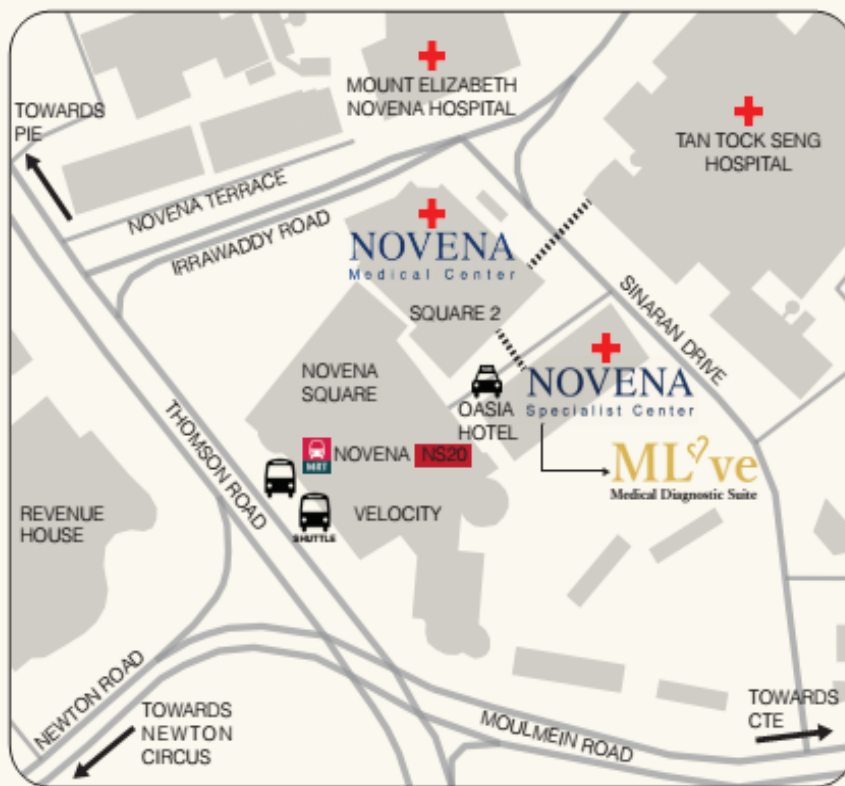 MOUNT ELIZABETH
NOVENA HOSPITAL
TOWARDS
PIE
TAN TOCK SENG
HOSPITAL
NOVENA TERRACE
IRRAWADDY ROAD
NOVENA
Medical Center
SQUARE 2
SINARAN DRIVE
NOVENA
SQUARE
NOVENA
Specialist Center
OASIA
HOTEL
THOMSON ROAD
MRT
NOVENA NS20
ML♡ve
Medical Diagnostic Suite
REVENUE
HOUSE
VELOCITY
SHUTTLE
NEWTON ROAD
TOWARDS
NEWTON
CIRCUS
MOULMEIN ROAD
TOWARDS
CTE